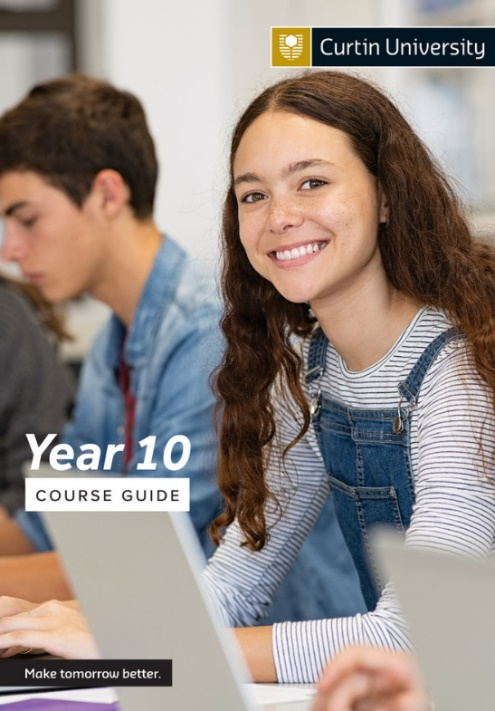 Curtin University
Year 10
COURSE GUIDE
Make tomorrow better.